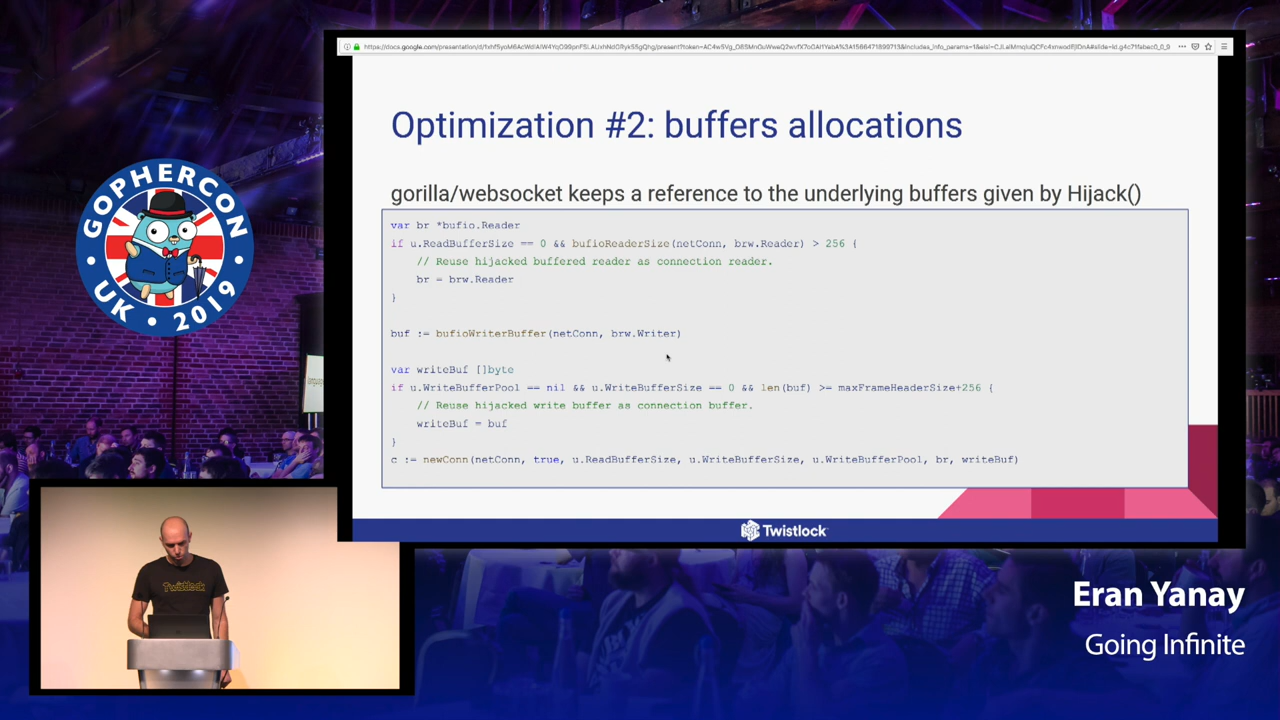 Optimization #2: buffers allocations
gorilla/websocket keeps a reference to the underlying buffers given by Hijack()
var br *bufio.Reader
if u.ReadBufferSize == 0 && bufioReaderSize(netConn, brw.Reader) > 256 {
// Reuse hijacked buffered reader as connection reader.
br = brw.Reader
}
buf := bufioWriterBuffer(netConn, brw.Writer)
var writeBuf []byte
if u.WriteBufferPool == nil && u.WriteBufferSize == 0 && len(buf) >= maxFrameHeaderSize+256 {
// Reuse hijacked write buffer as connection buffer.
writeBuf = buf
}
c := newConn(netConn, true, u.ReadBufferSize, u.WriteBufferSize, u.WriteBufferPool, br, writeBuf)
Twistlock
GOPHERCON
UK 2019
Twistlock
Eran Yanay
Going Infinite